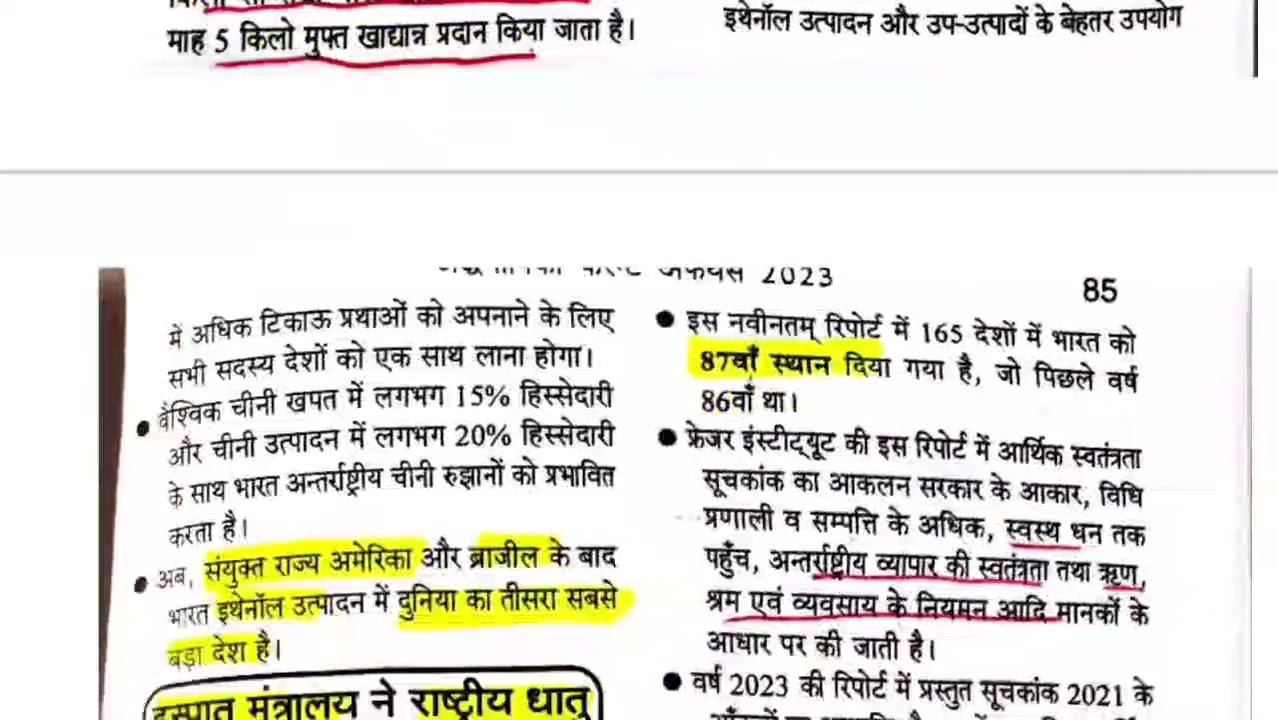 माह 5 किलो मुफ्त खाद्यान्न प्रदान किया जाता है।
इथेनॉल उत्पादन और उप-उत्पादों के बेहतर उपयोग
2023
85
में अधिक टिकाऊ प्रथाओं को अपनाने के लिए
सभी सदस्य देशों को एक साथ लाना होगा।
● वैश्विक चीनी खपत में लगभग 15% हिस्सेदारी
और चीनी उत्पादन में लगभग 20% हिस्सेदारी
के साथ भारत अन्तर्राष्ट्रीय चीनी रुझानों को प्रभावित
करता है।
● अब, संयुक्त राज्य अमेरिका और ब्राजील के बाद
भारत इथेनॉल उत्पादन में दुनिया का तीसरा सबसे
बड़ा देश है।
इस्पात मंत्रालय ने राष्ट्रीय धातु
● इस नवीनतम् रिपोर्ट में 165 देशों में भारत को
87वाँ स्थान दिया गया है, जो पिछले वर्ष
86वाँ था।
● फ्रेजर इंस्टीट्यूट की इस रिपोर्ट में आर्थिक स्वतंत्रता
सूचकांक का आकलन सरकार के आकार, विधि
प्रणाली व सम्पत्ति के अधिक, स्वस्थ धन तक
पहुँच, अन्तर्राष्ट्रीय व्यापार की स्वतंत्रता तथा ऋण,
श्रम एवं व्यवसाय के नियमन आदि मानकों के
आधार पर की जाती है।
● वर्ष 2023 की रिपोर्ट में प्रस्तुत सूचकांक 2021 के